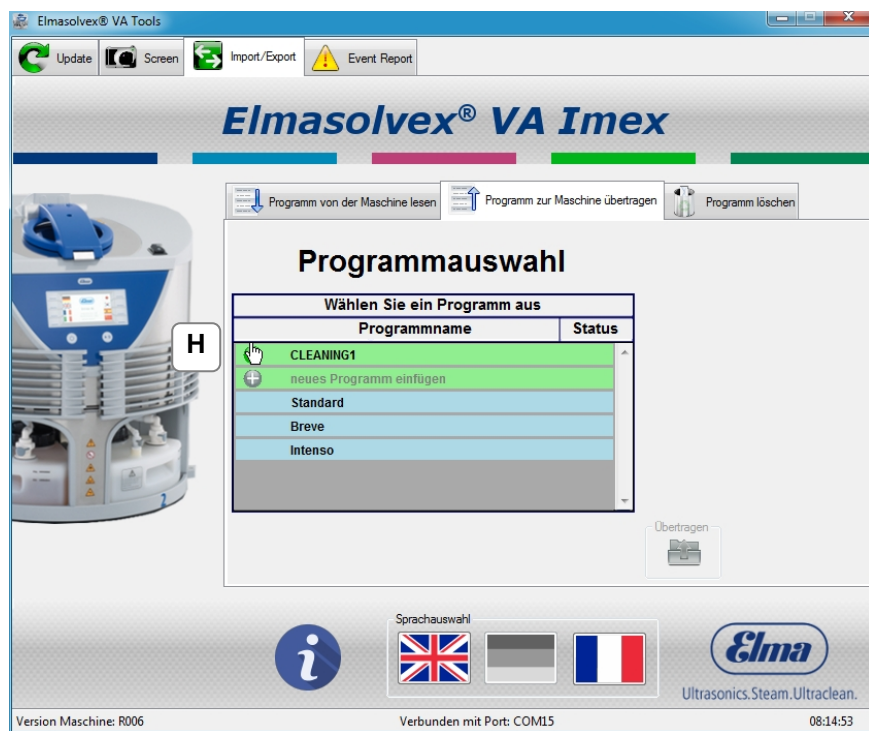 Elmasolvex® VA Tools
Update Screen Import/Export Event Report
Elmasolvex® VA Imex
Programm von der Maschine lesen Programm zur Maschine übertragen Programm löschen
Programmauswahl
Wählen Sie ein Programm aus
Programmname Status
H
CLEANING1
neues Programm einfügen
Standard
Breve
Intenso
2
Übertragen
Sprachauswahl
i
Elma
Ultrasonics.Steam.Ultraclean.
Version Maschine: R006 Verbunden mit Port: COM15 08:14:53